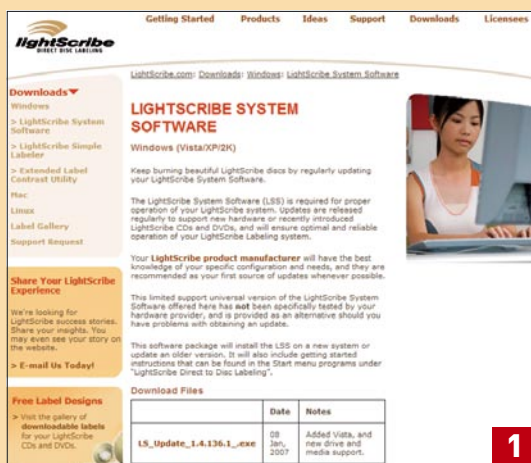 Getting Started Products Ideas Support Downloads Licensees
lightScribe
DIRECT DISC LABELING
LightScribe.com: Downloads: Windows: LightScribe System Software
Downloads
Windows
> LightScribe System
Software
> LightScribe Simple
Labeler
> Extended Label
Contrast Utility
Mac
Linux
Label Gallery
Support Request
Share Your LightScribe
Experience
We're looking for
LightScribe success stories.
Share your insights. You
may even see your story on
the website.
> E-mail Us Today!
Free Label Designs
> Visit the gallery of
downloadable labels
for your LightScribe
CDs and DVDs.
LIGHTSCRIBE SYSTEM
SOFTWARE
Windows (Vista/XP/2K)
Keep burning beautiful LightScribe discs by regularly updating
your LightScribe System Software.
The LightScribe System Software (LSS) is required for proper
operation of your LightScribe system. Updates are released
regularly to support new hardware or recently introduced
LightScribe CDs and DVDs, and will ensure optimal and reliable
operation of your LightScribe Labeling system.
Your LightScribe product manufacturer will have the best
knowledge of your specific configuration and needs, and they are
recommended as your first source of updates whenever possible.
This limited support universal version of the LightScribe System
Software offered here has not been specifically tested by your
hardware provider, and is provided as an alternative should you
have problems with obtaining an update.
This software package will install the LSS on a new system or
update an older version. It will also include getting started
instructions that can be found in the Start menu programs under
"LightScribe Direct to Disc Labeling".
Download Files
Date Notes
LS_Update_1.4.136.1_.exe 08 Jan, 2007 Added Vista, and new drive and media support.
1